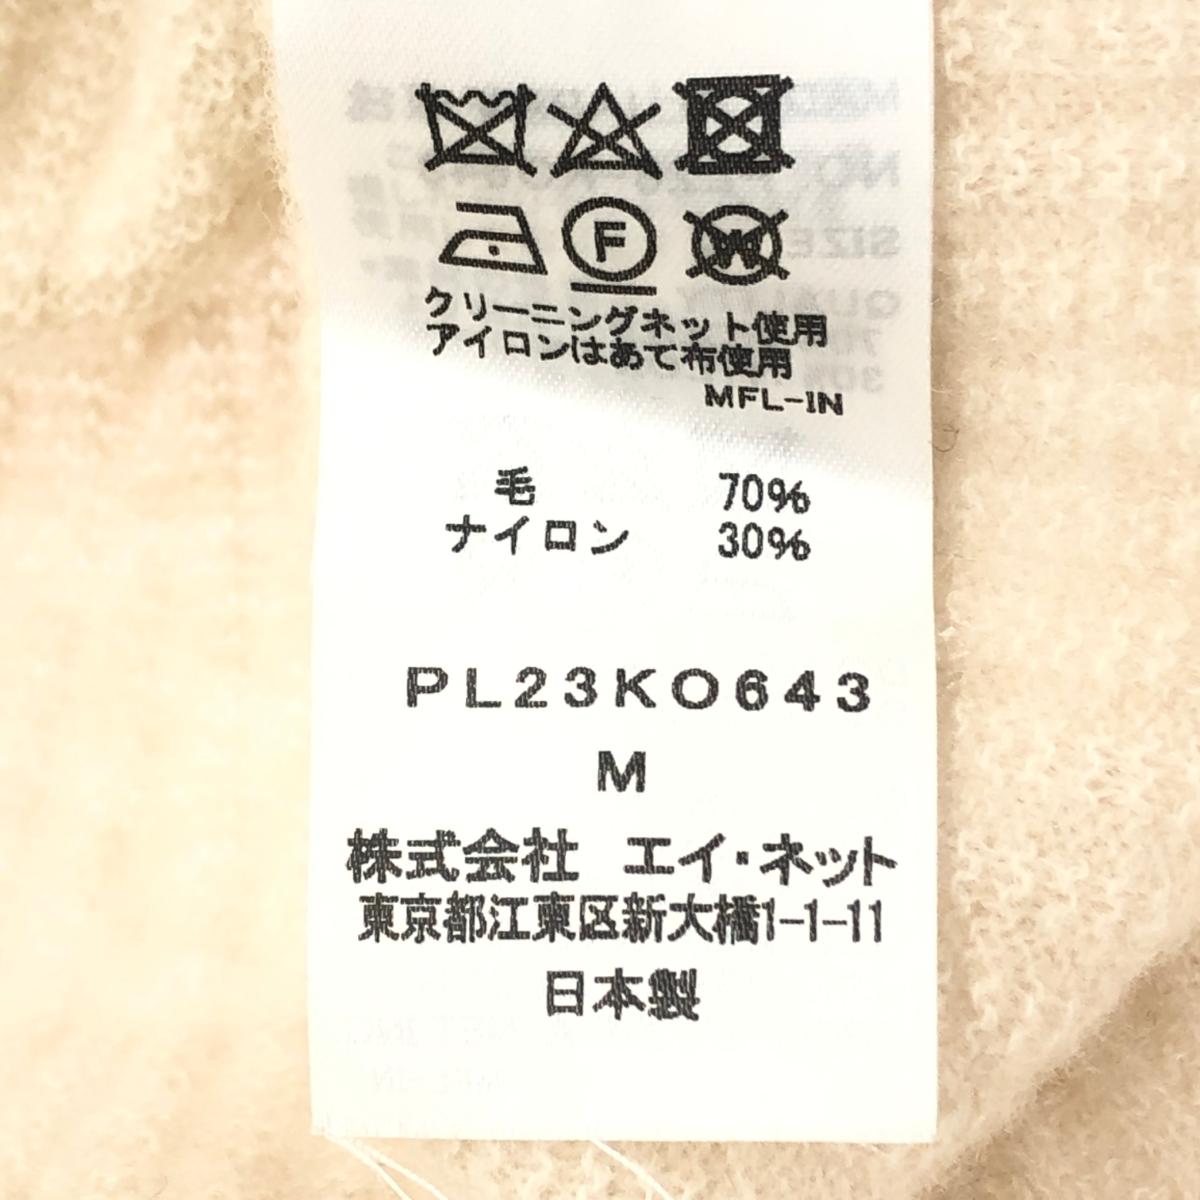 F W
クリーニングネット使用
アイロンはあて布使用
MFL-IN
毛 70%
ナイロン 30%
PL23KO643
M
株式会社 エイ・ネット
東京都江東区新大橋1-1-11
日本製